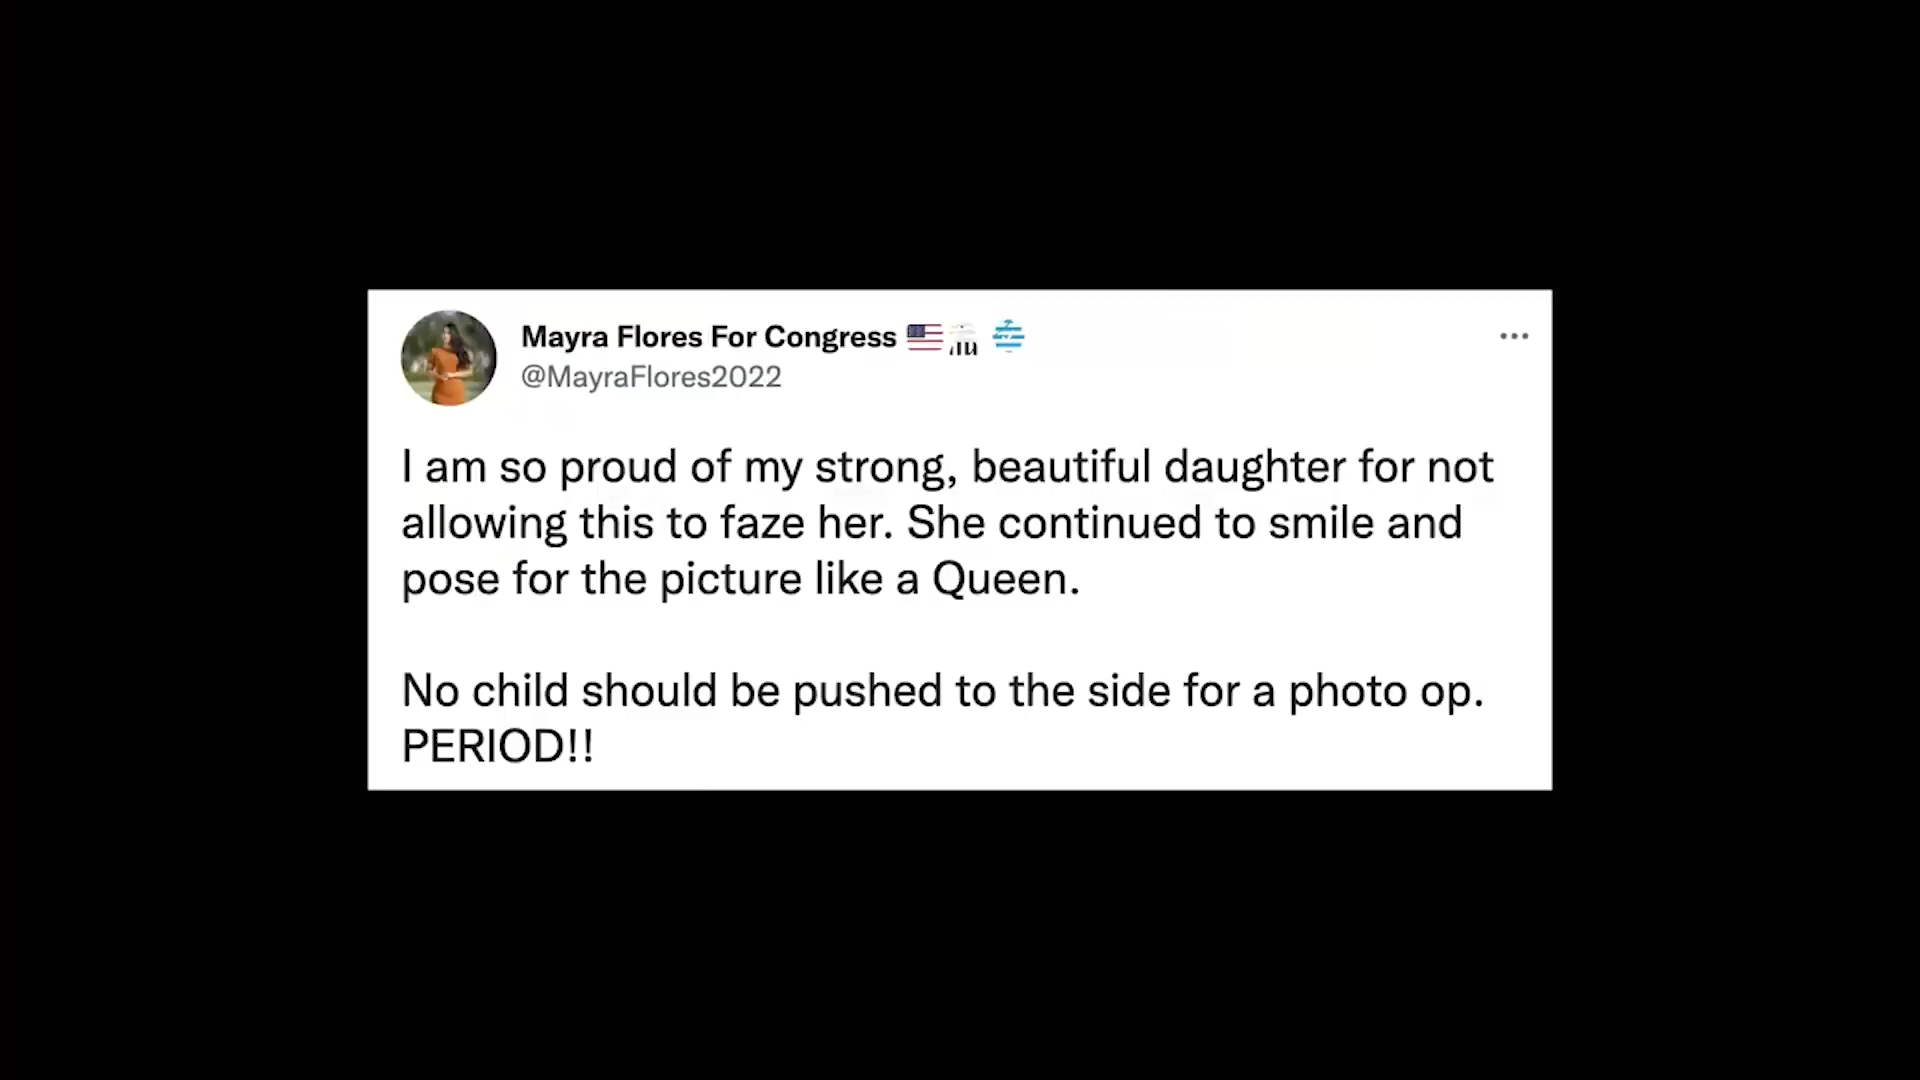 Mayra Flores For Congress
@MayraFlores2022
I am so proud of my strong, beautiful daughter for not
allowing this to faze her. She continued to smile and
pose for the picture like a Queen.
No child should be pushed to the side for a photo op.
PERIOD!!